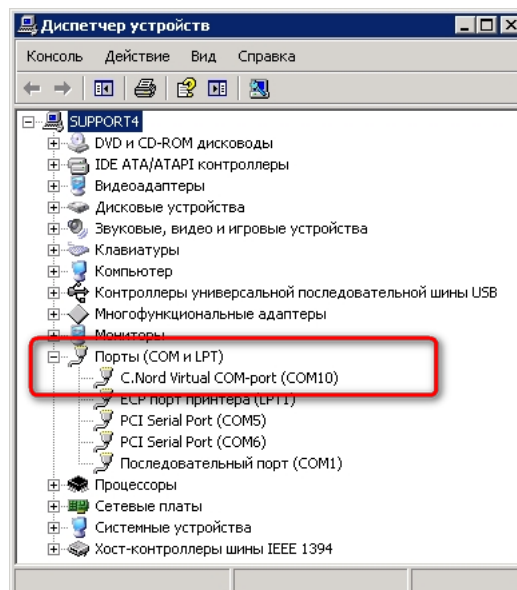 Диспетчер устройств
Консоль Действие Вид Справка
SUPPORT4
DVD и CD-ROM дисководы
IDE ATA/ATAPI контроллеры
Видеоадаптеры
Дисковые устройства
Звуковые, видео и игровые устройства
Клавиатуры
Компьютер
Контроллеры универсальной последовательной шины USB
Многофункциональные адаптеры
Мониторы
Порты (COM и LPT)
C.Nord Virtual COM-port (COM10)
ECP порт принтера (LPT1)
PCI Serial Port (COM5)
PCI Serial Port (COM6)
Последовательный порт (COM1)
Процессоры
Сетевые платы
Системные устройства
Хост-контроллеры шины IEEE 1394